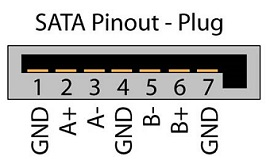 SATA Pinout - Plug
1 2 3 4 5 6 7
GND A+ A- GND B- B+ GND